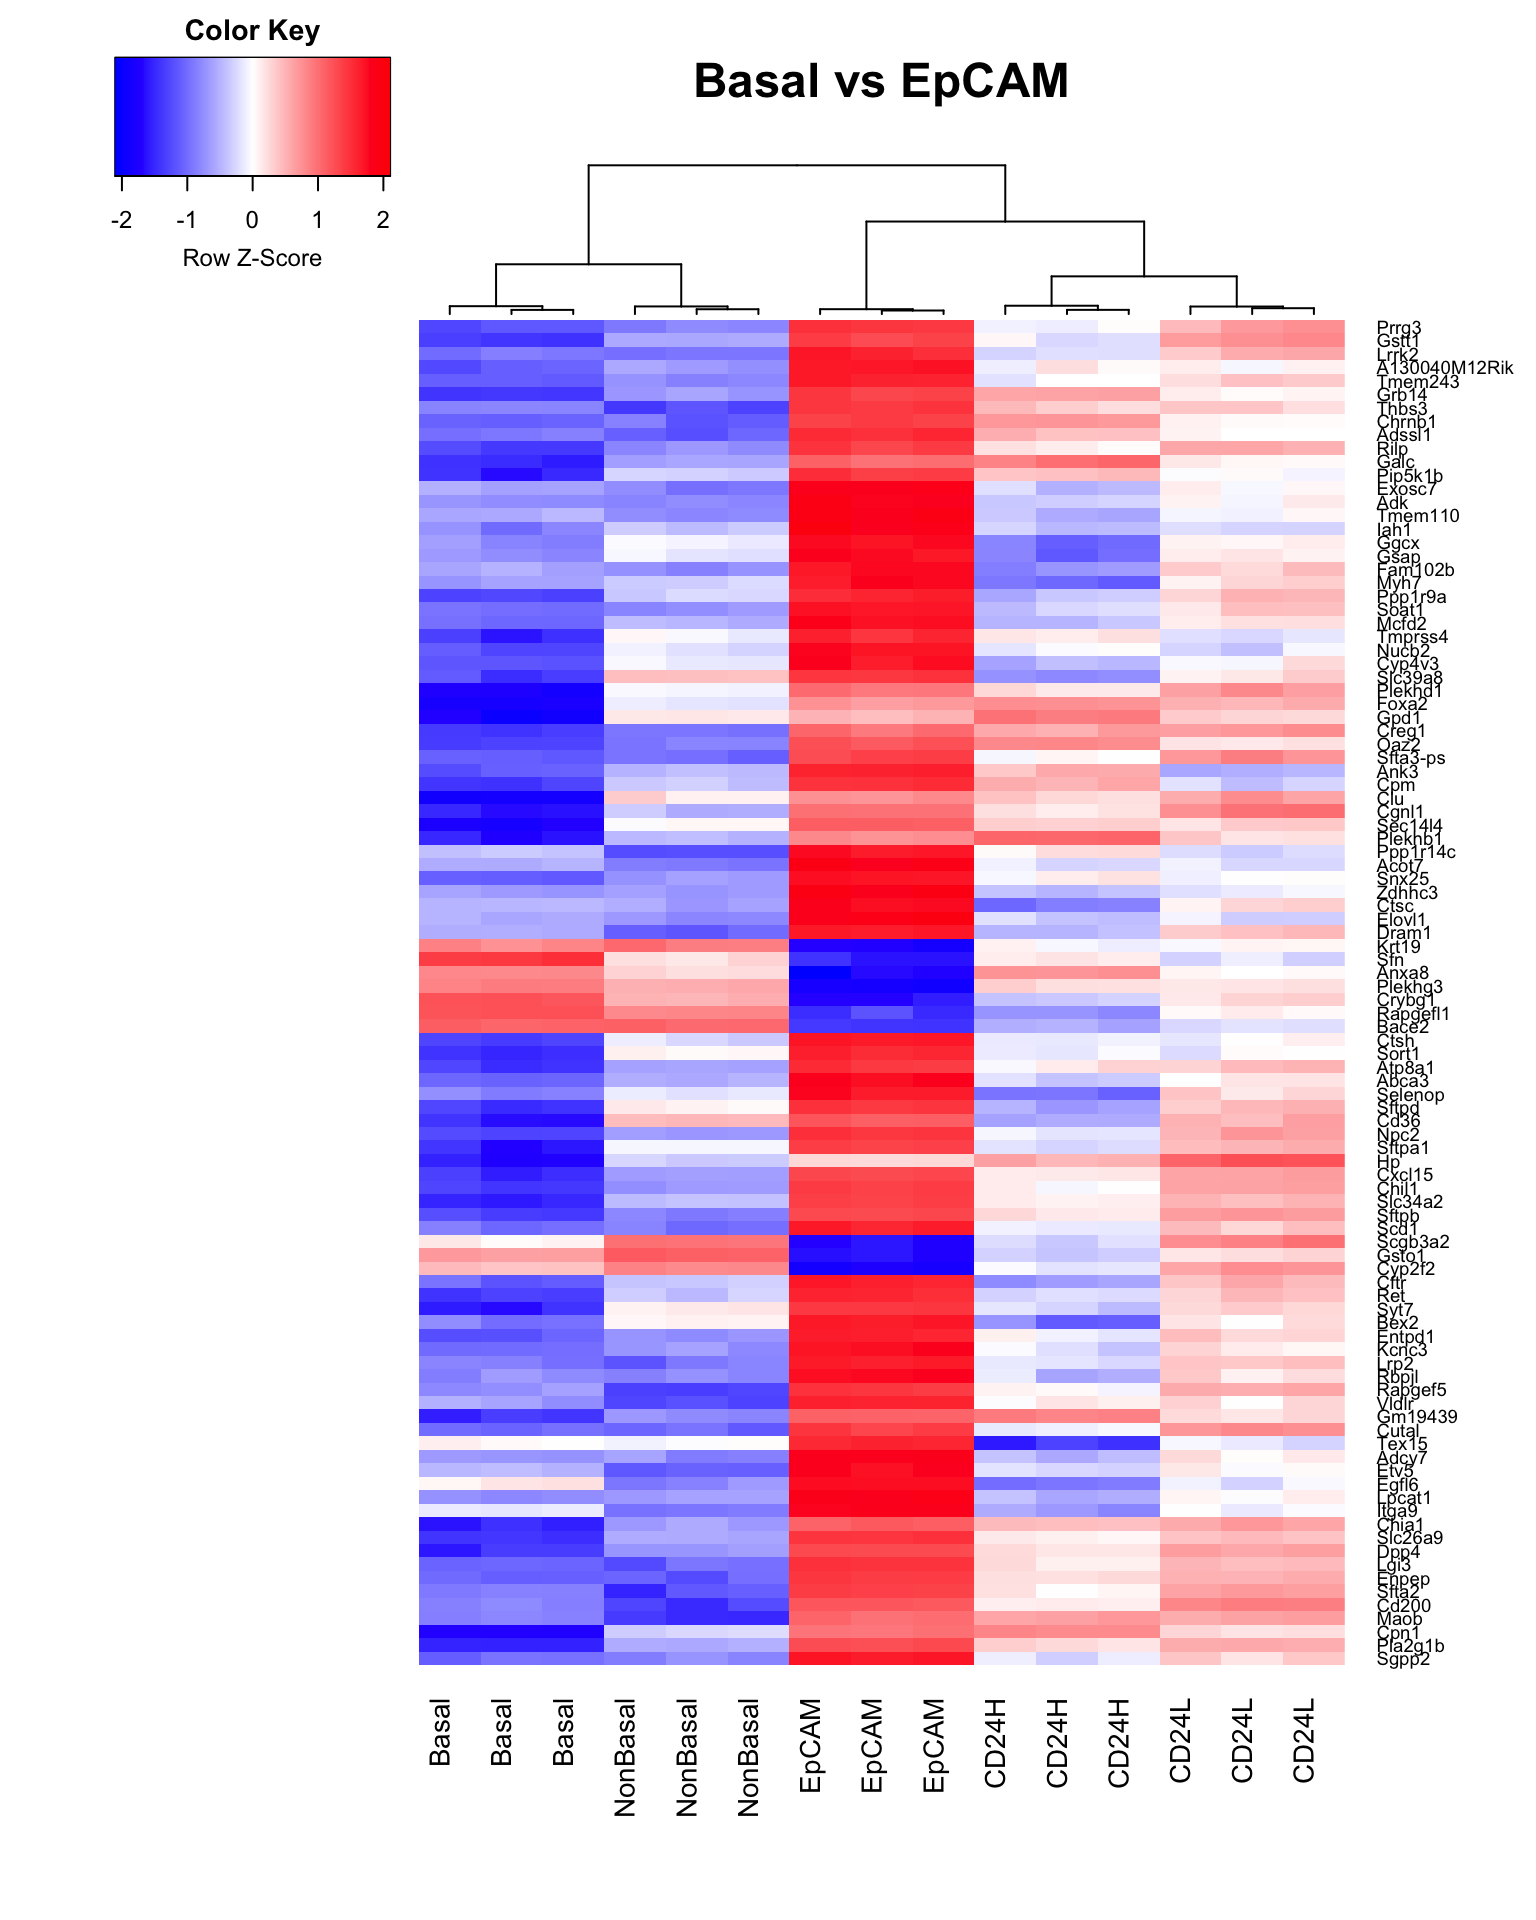 Color Key
-2 -1 0 1 2
Row Z-Score
Basal vs EpCAM
Prrg3
Gstt1
Lrrk2
A130040M12Rik
Tmem243
Grb14
Thbs3
Chrnb1
Adssl1
Rilp
Galc
Pip5k1b
Exosc7
Adk
Tmem110
Iah1
Ggcx
Gsap
Fam102b
Myh7
Ppp1r9a
Soat1
Mcfd2
Tmprss4
Nucb2
Cyp4v3
Slc39a8
Plekhd1
Foxa2
Gpd1
Creg1
Oaz2
Sfta3-ps
Ank3
Cpm
Clu
Cgnl1
Sec14l4
Plekhb1
Ppp1r14c
Acot7
Snx25
Zdhhc3
Ctsc
Elovl1
Dram1
Krt19
Sfn
Anxa8
Plekhg3
Crybg1
Rapgefl1
Bace2
Ctsh
Sort1
Atp8a1
Abca3
Selenop
Sftpd
Cd36
Npc2
Sftpa1
Hp
Cxcl15
Chil1
Slc34a2
Sftpb
Scd1
Scgb3a2
Gsto1
Cyp2f2
Cftr
Ret
Syt7
Bex2
Entpd1
Kcnc3
Lrp2
Rbpjl
Rapgef5
Vldlr
Gm19439
Cutal
Tex15
Adcy7
Etv5
Egfl6
Lpcat1
Itga9
Chia1
Slc26a9
Dpp4
Lgi3
Enpep
Sfta2
Cd200
Maob
Cpn1
Pla2g1b
Sgpp2
Basal
Basal
Basal
NonBasal
NonBasal
NonBasal
EpCAM
EpCAM
EpCAM
CD24H
CD24H
CD24H
CD24L
CD24L
CD24L